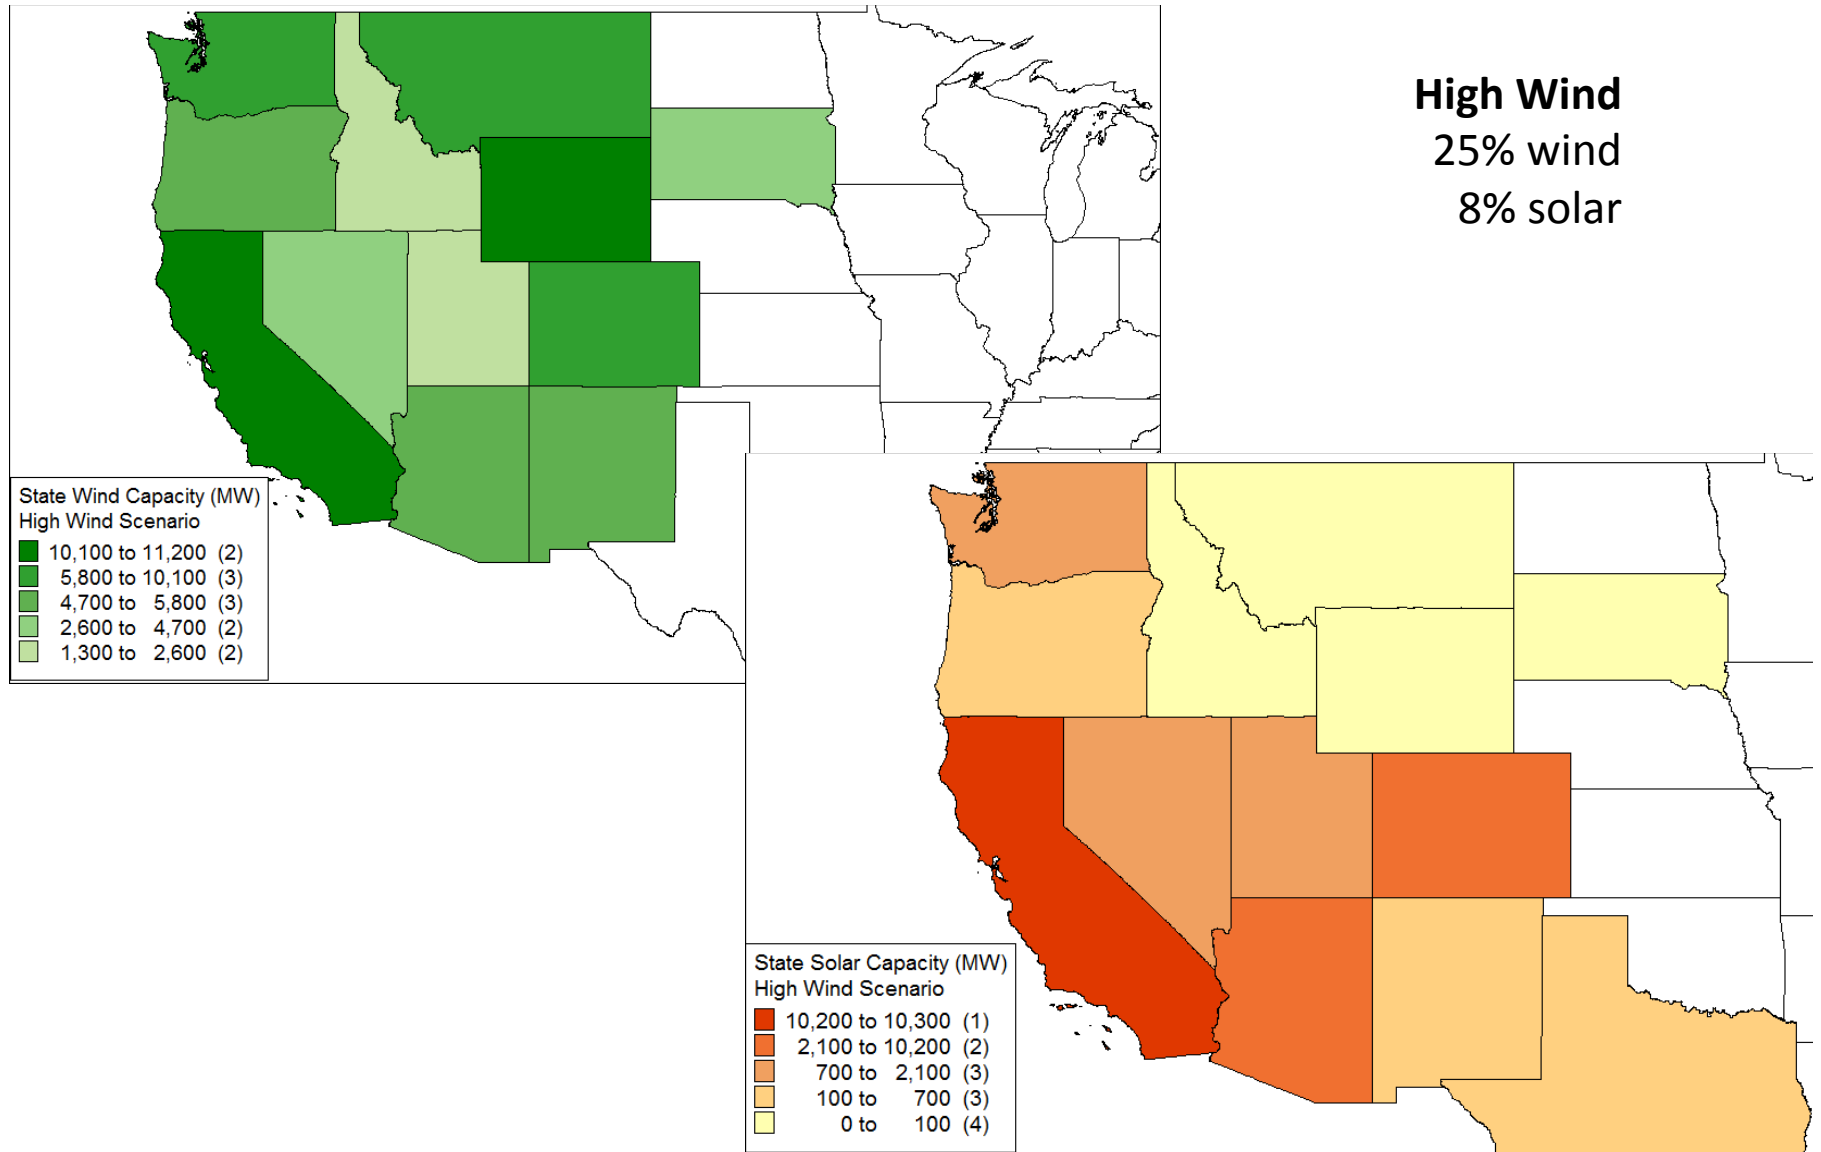 High Wind
25% wind
8% solar
State Wind Capacity (MW)
High Wind Scenario
10,100 to 11,200 (2)
5,800 to 10,100 (3)
4,700 to 5,800 (3)
2,600 to 4,700 (2)
1,300 to 2,600 (2)
State Solar Capacity (MW)
High Wind Scenario
10,200 to 10,300 (1)
2,100 to 10,200 (2)
700 to 2,100 (3)
100 to 700 (3)
0 to 100 (4)